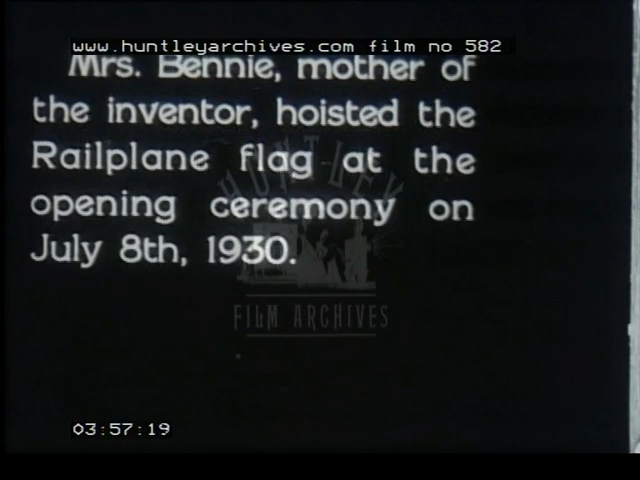 www.huntleyarchives.com film no 582
Mrs. Bennie, mother of
the inventor, hoisted the
Railplane flag at the
opening ceremony on
July 8th, 1930.
HUNTLEY
FILM ARCHIVES
03:57:19